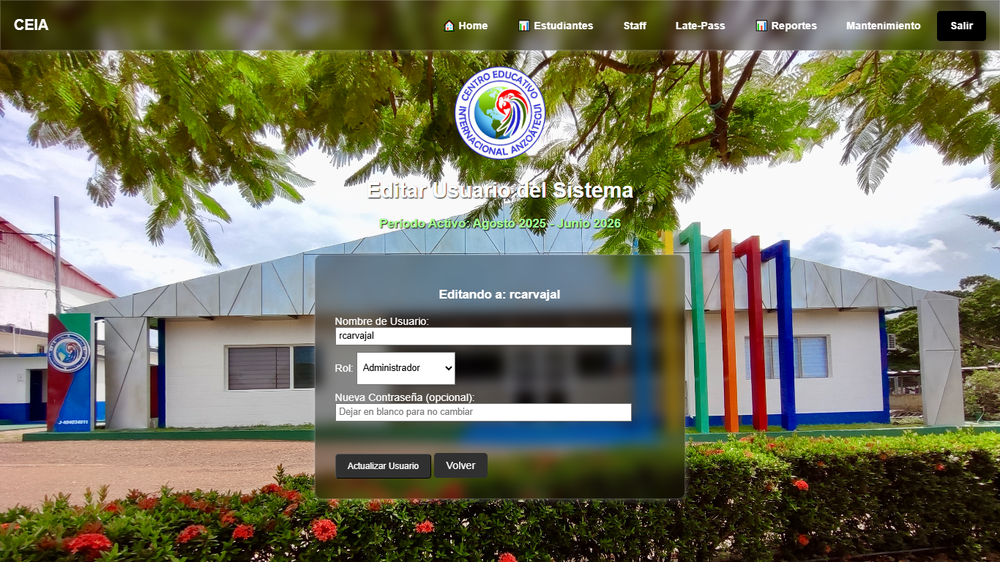 CEIA
Home
Estudiantes
Staff
Late-Pass
Reportes
Mantenimiento
Salir
CENTRO EDUCATIVO
INTERNACIONAL ANZOÁTEGUI
Editar Usuario del Sistema
Periodo Activo: Agosto 2025 - Junio 2026
Editando a: rcarvajal
Nombre de Usuario:
rcarvajal
Rol: Administrador
Nueva Contraseña (opcional):
Dejar en blanco para no cambiar
Actualizar Usuario Volver
J-404034811